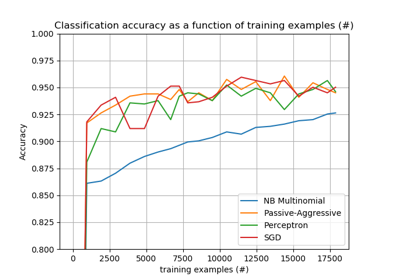 Classification accuracy as a function of training examples (#)
1.000
0.975
0.950
0.925
0.900
0.875
0.850
0.825
0.800
Accuracy
0 2500 5000 7500 10000 12500 15000 17500
training examples (#)
NB Multinomial
Passive-Aggressive
Perceptron
SGD